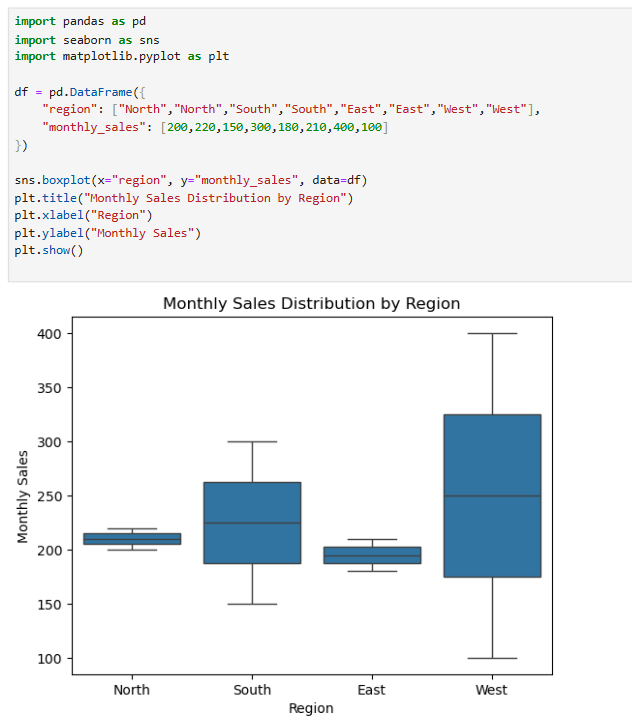 import pandas as pd
import seaborn as sns
import matplotlib.pyplot as plt
df = pd.DataFrame({
    "region": ["North","North","South","South","East","East","West","West"],
    "monthly_sales": [200,220,150,300,180,210,400,100]
})
sns.boxplot(x="region", y="monthly_sales", data=df)
plt.title("Monthly Sales Distribution by Region")
plt.xlabel("Region")
plt.ylabel("Monthly Sales")
plt.show()
Monthly Sales Distribution by Region
400
350
300
250
200
150
100
Monthly Sales
North South East West
Region